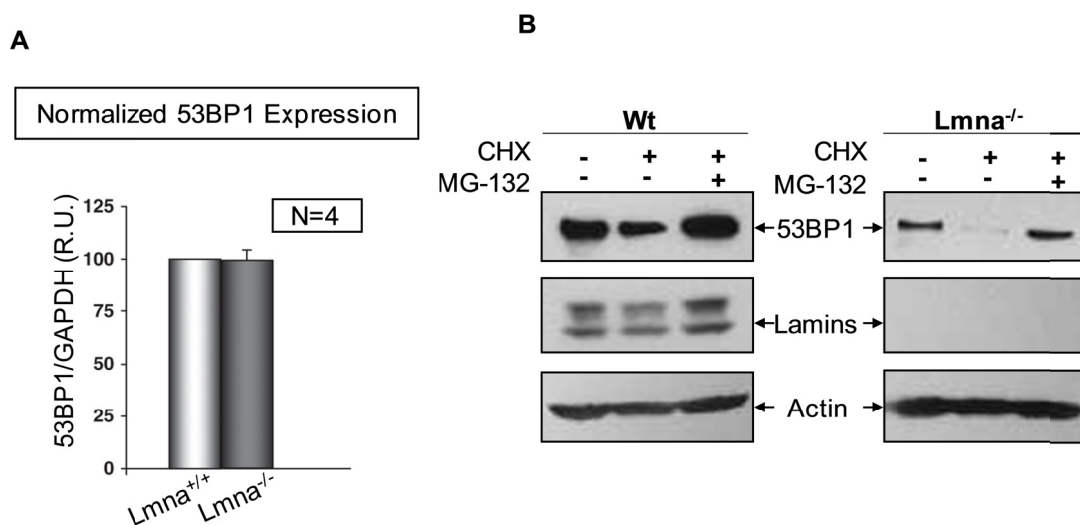 A
Normalized 53BP1 Expression
N=4
53BP1/GAPDH (R.U.)
125
100
75
50
25
0
Lmna+/+
Lmna-/-
B
Wt
CHX - + +
MG-132 - - +
Lmna-/-
CHX - + +
MG-132 - - +
53BP1
Lamins
Actin